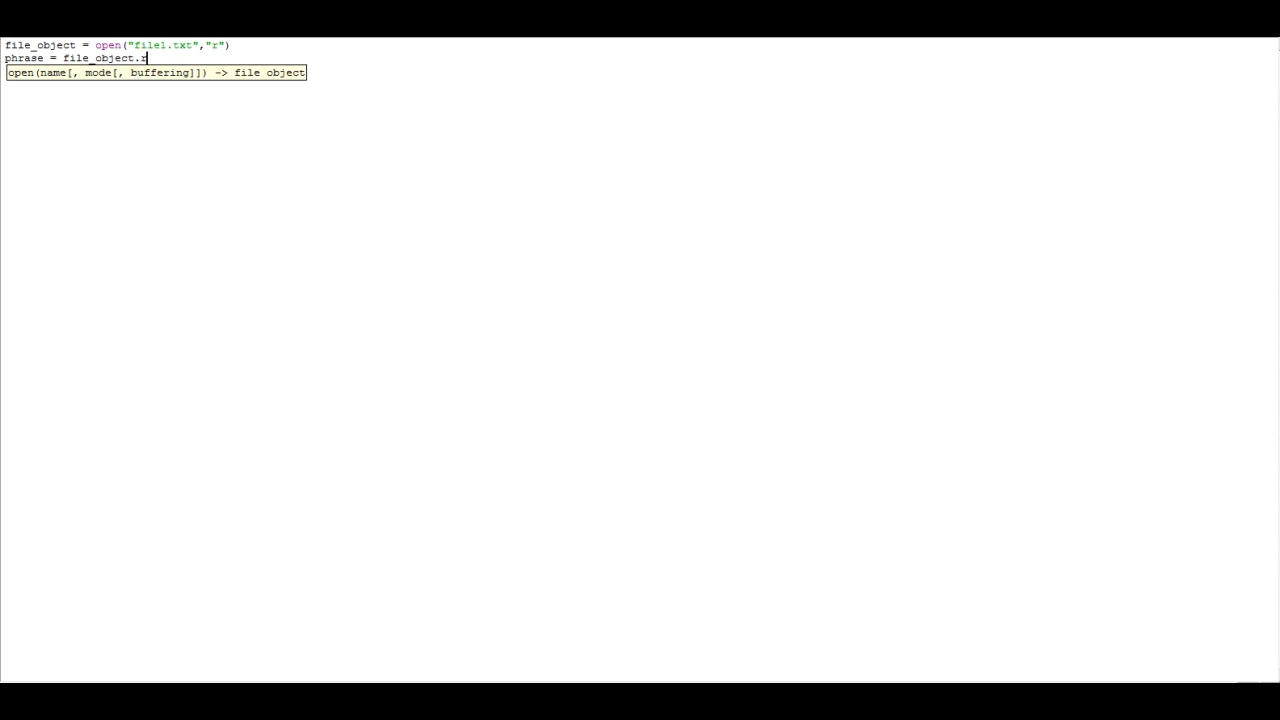 file_object = open("file1.txt","r")
phrase = file_object.r
open(name[, mode[, buffering]]) -> file object